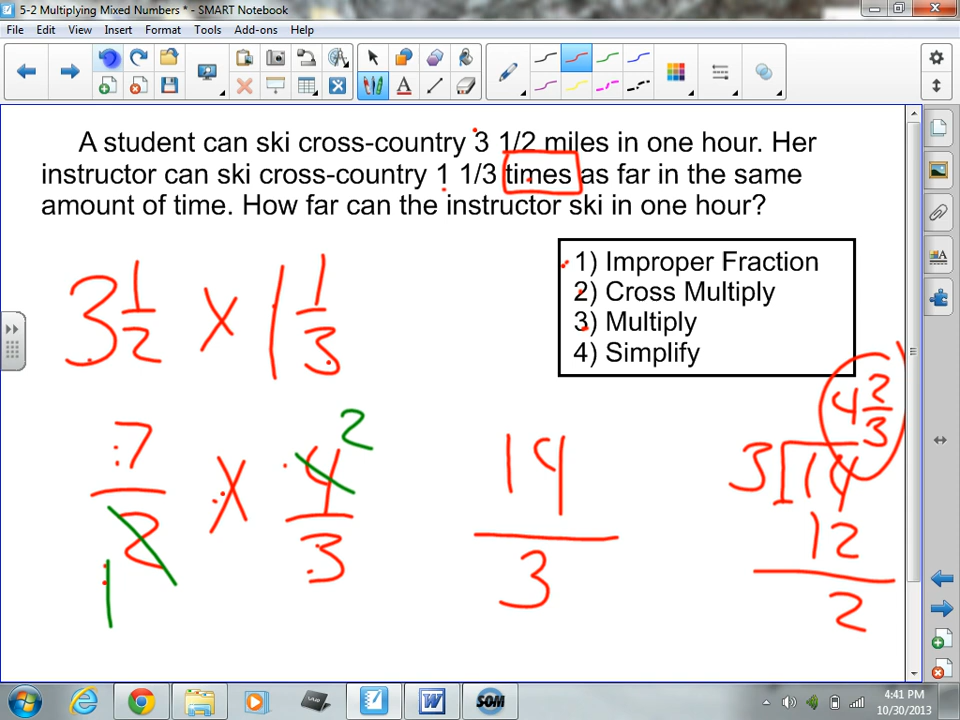 5-2 Multiplying Mixed Numbers * - SMART Notebook
File Edit View Insert Format Tools Add-ons Help
A student can ski cross-country 3 1/2 miles in one hour. Her
instructor can ski cross-country 1 1/3 times as far in the same
amount of time. How far can the instructor ski in one hour?
1) Improper Fraction
2) Cross Multiply
3) Multiply
4) Simplify
3 1/2 X 1 1/3
7/2 X 4/3
2
1
14/3
4 2/3
3 14
12
2
SOM
4:41 PM
10/30/2013